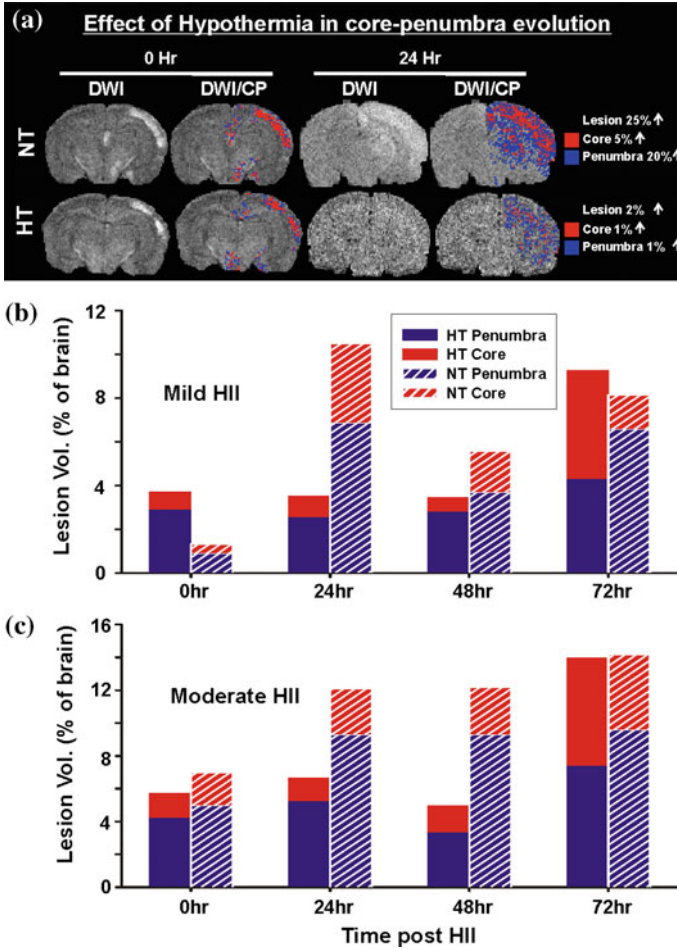 (a) Effect of Hypothermia in core-penumbra evolution
0 Hr 24 Hr
DWI DWI/CP DWI DWI/CP
NT
Lesion 25% ↑
Core 5% ↑
Penumbra 20% ↑
HT
Lesion 2% ↑
Core 1% ↑
Penumbra 1% ↑
(b)
12
8
4
0
Lesion Vol. (% of brain)
Mild HII
HT Penumbra
HT Core
NT Penumbra
NT Core
0hr 24hr 48hr 72hr
(c)
16
12
8
4
0
Lesion Vol. (% of brain)
Moderate HII
0hr 24hr 48hr 72hr
Time post HII